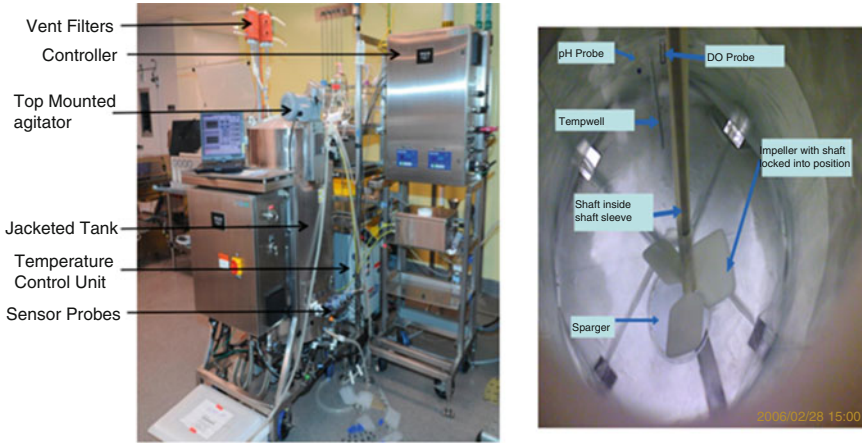 Vent Filters
Controller
Top Mounted
agitator
Jacketed Tank
Temperature
Control Unit
Sensor Probes
pH Probe
DO Probe
Tempwell
Impeller with shaft
locked into position
Shaft inside
shaft sleeve
Sparger
2006/02/28 15:00